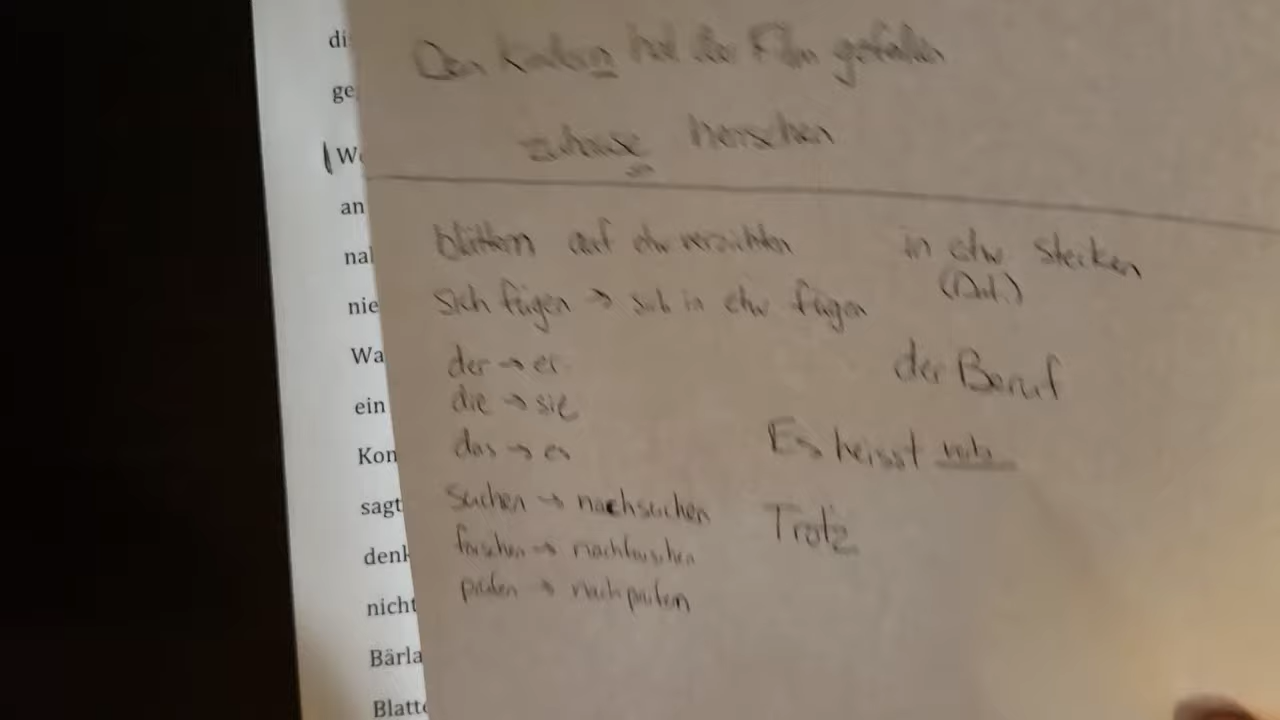 di
ge
We
an
nal
nie
Wa
ein
Kon
sagt
denk
nicht
Bärla
Blatte
Den Kindern hat der Film gefallen
zuhause herrschen
blättern auf etw verzichten
sich fügen → sich in etw fügen
der → er
die → sie
das → es
suchen → nachsuchen
forschen → nachforschen
prüfen → nachprüfen
in etw stecken
(Dat.)
der Beruf
Es heisst
Trotz